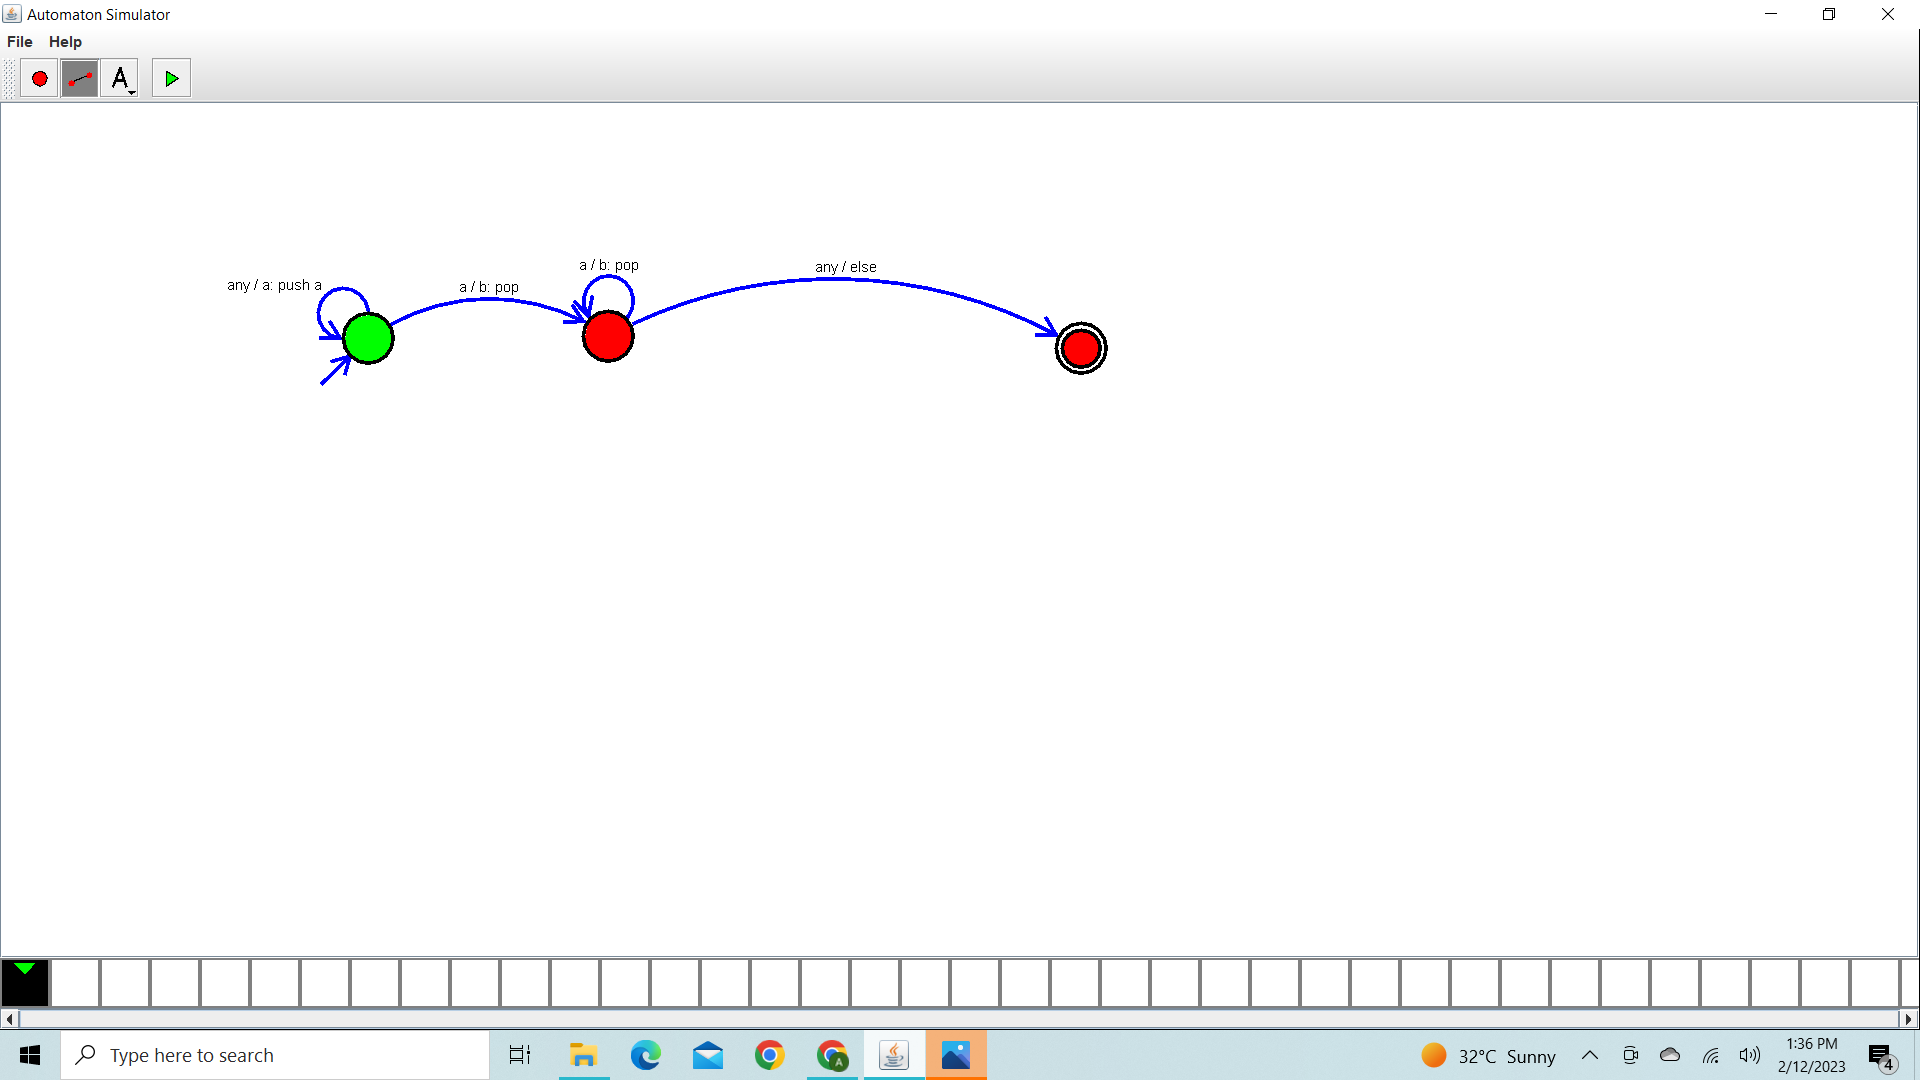 Automaton Simulator
File Help
A
any / a: push a
a / b: pop
a / b: pop
any / else
Type here to search
A
32°C Sunny
1:36 PM
2/12/2023
4